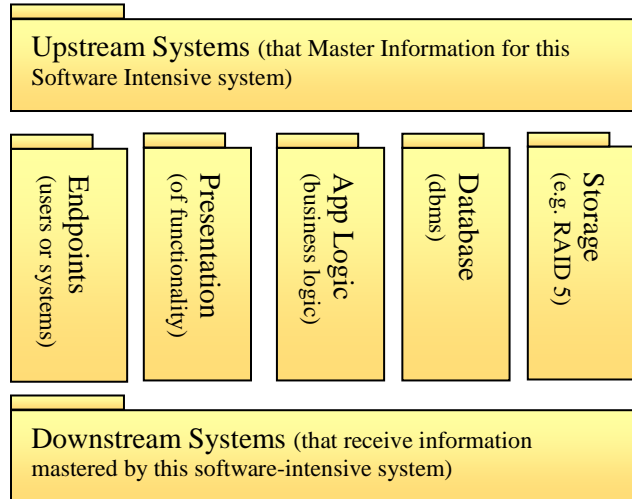 Upstream Systems (that Master Information for this
Software Intensive system)
Endpoints
(users or systems)
Presentation
(of functionality)
App Logic
(business logic)
Database
(dbms)
Storage
(e.g. RAID 5)
Downstream Systems (that receive information
mastered by this software-intensive system)